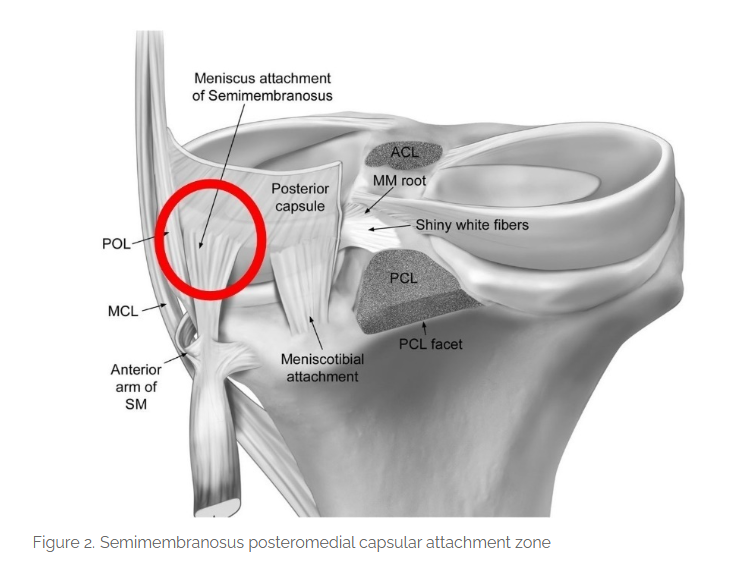 Meniscus attachment
of Semimembranosus
ACL
MM root
Posterior
capsule
Shiny white fibers
POL
PCL
MCL
PCL facet
Anterior
arm of
SM
Meniscotibial
attachment
Figure 2. Semimembranosus posteromedial capsular attachment zone